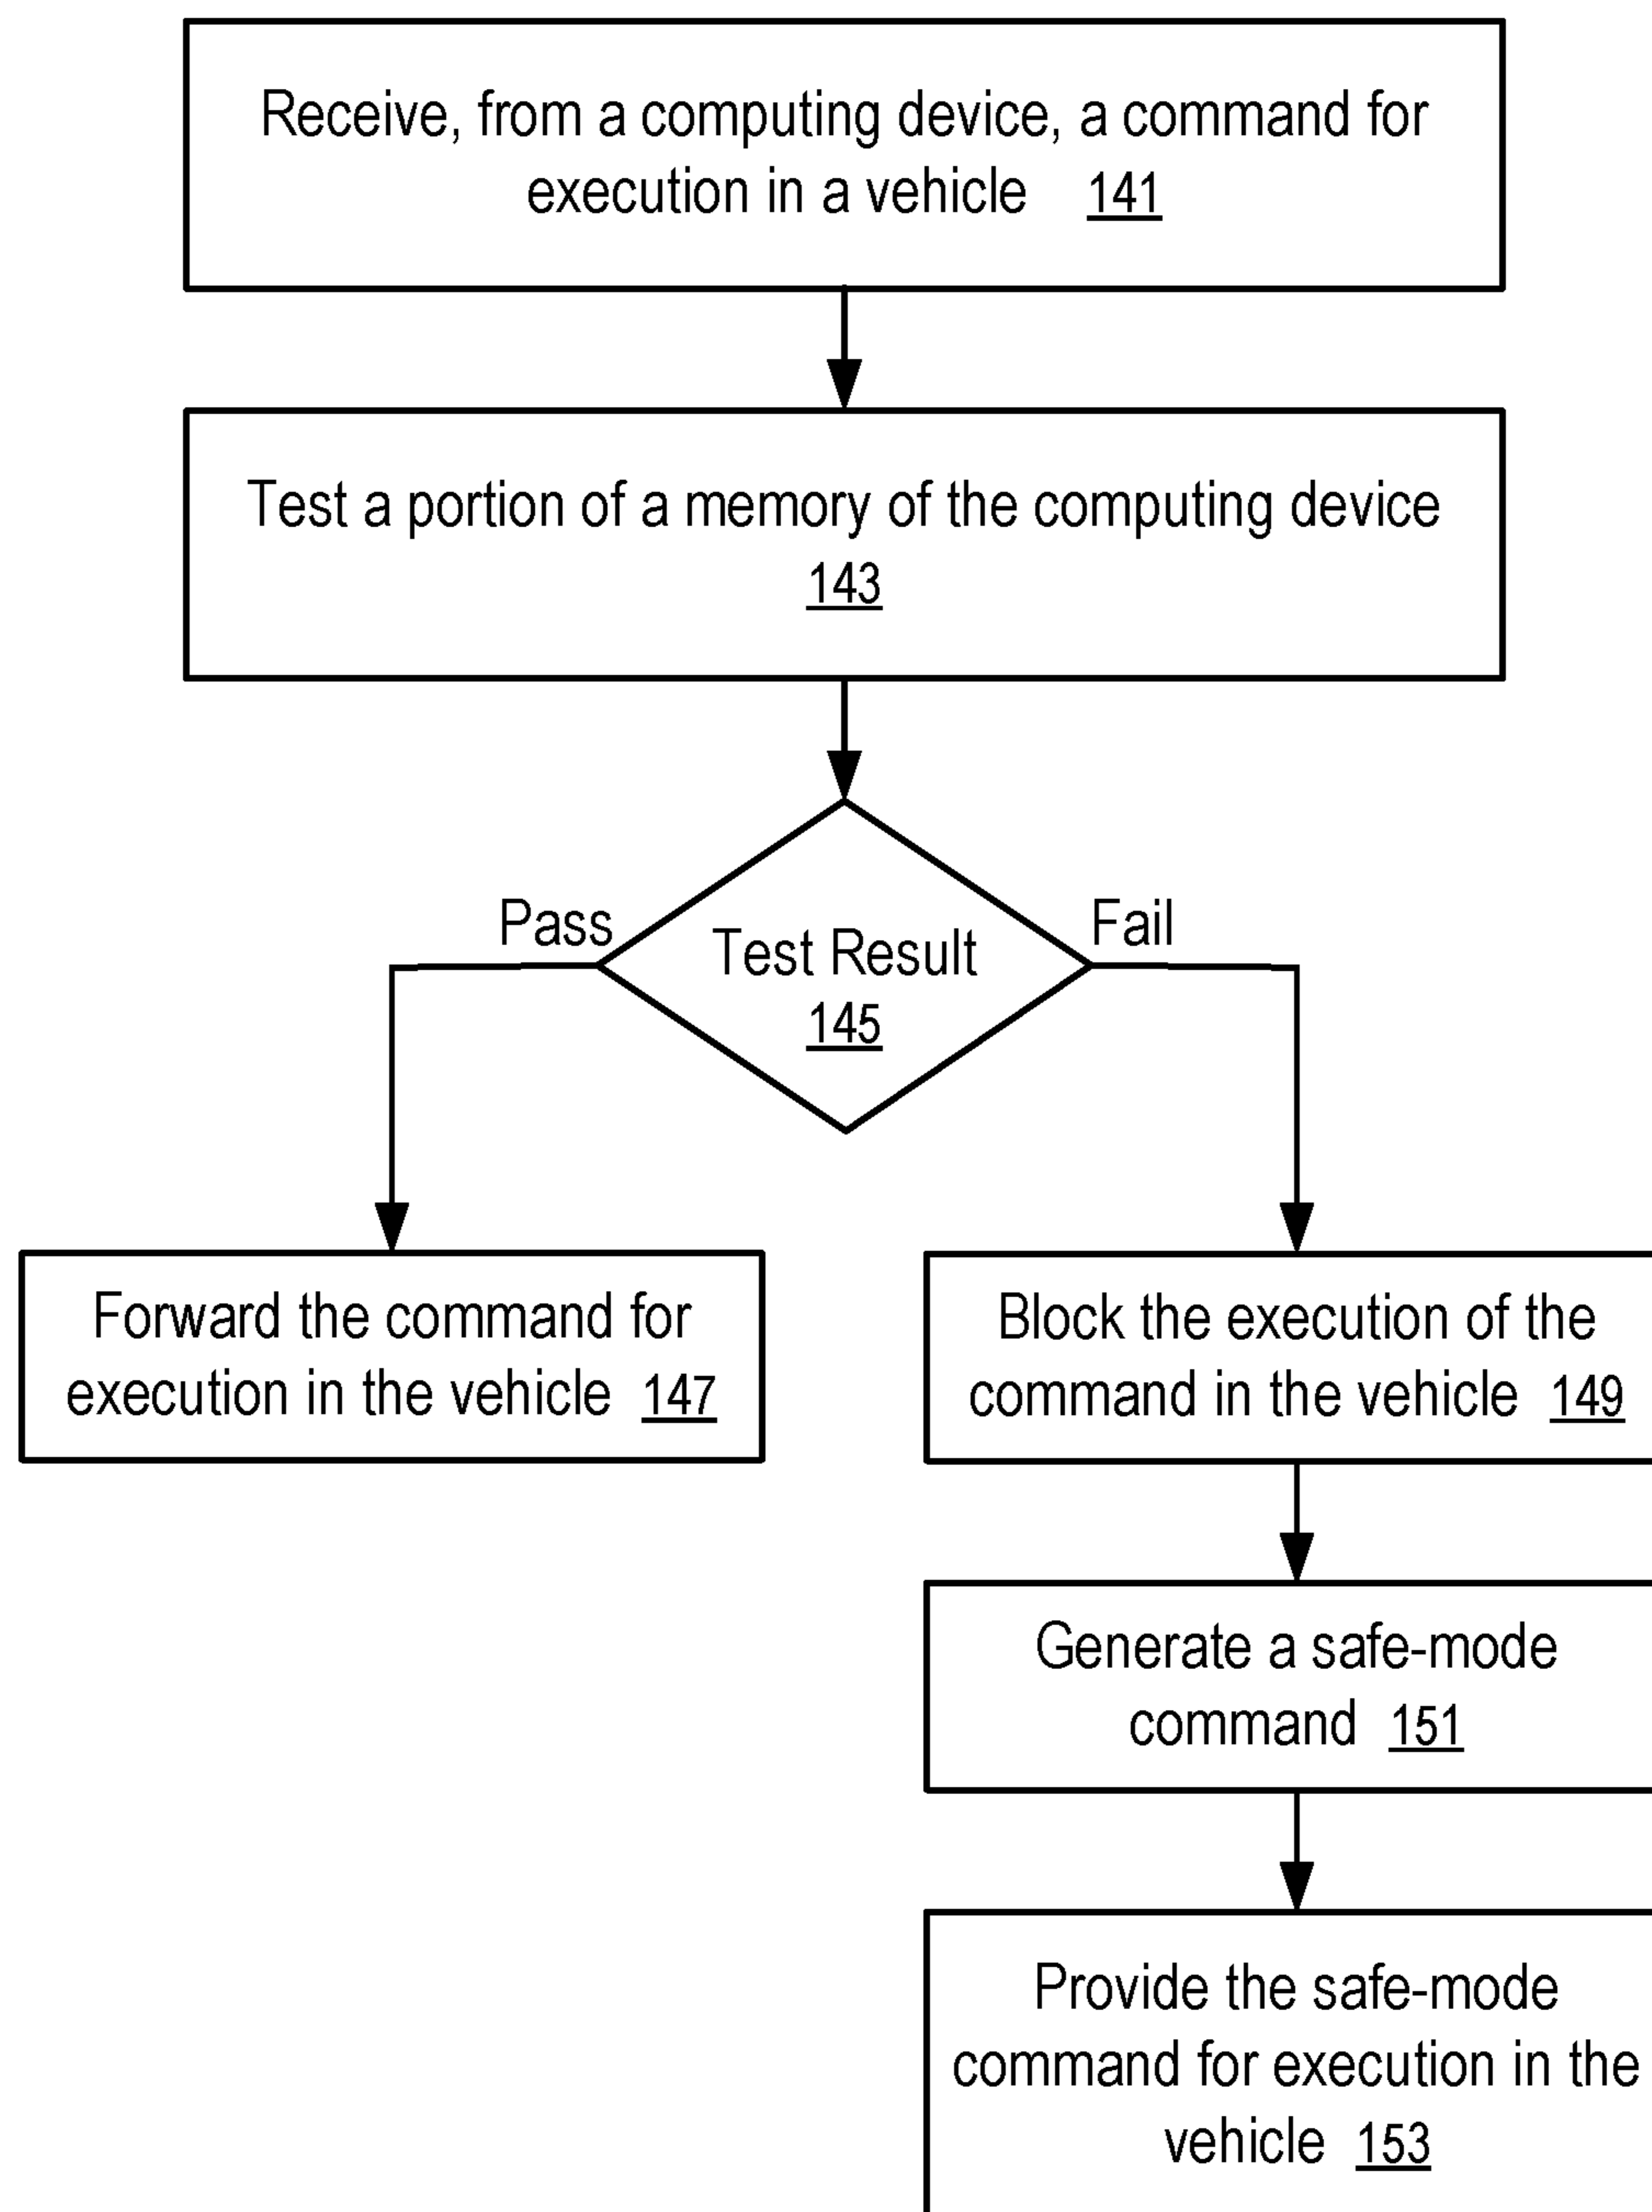 Receive, from a computing device, a command for
execution in a vehicle 141
Test a portion of a memory of the computing device
143
Pass
Fail
Test Result
145
Forward the command for
execution in the vehicle 147
Block the execution of the
command in the vehicle 149
Generate a safe-mode
command 151
Provide the safe-mode
command for execution in the
vehicle 153